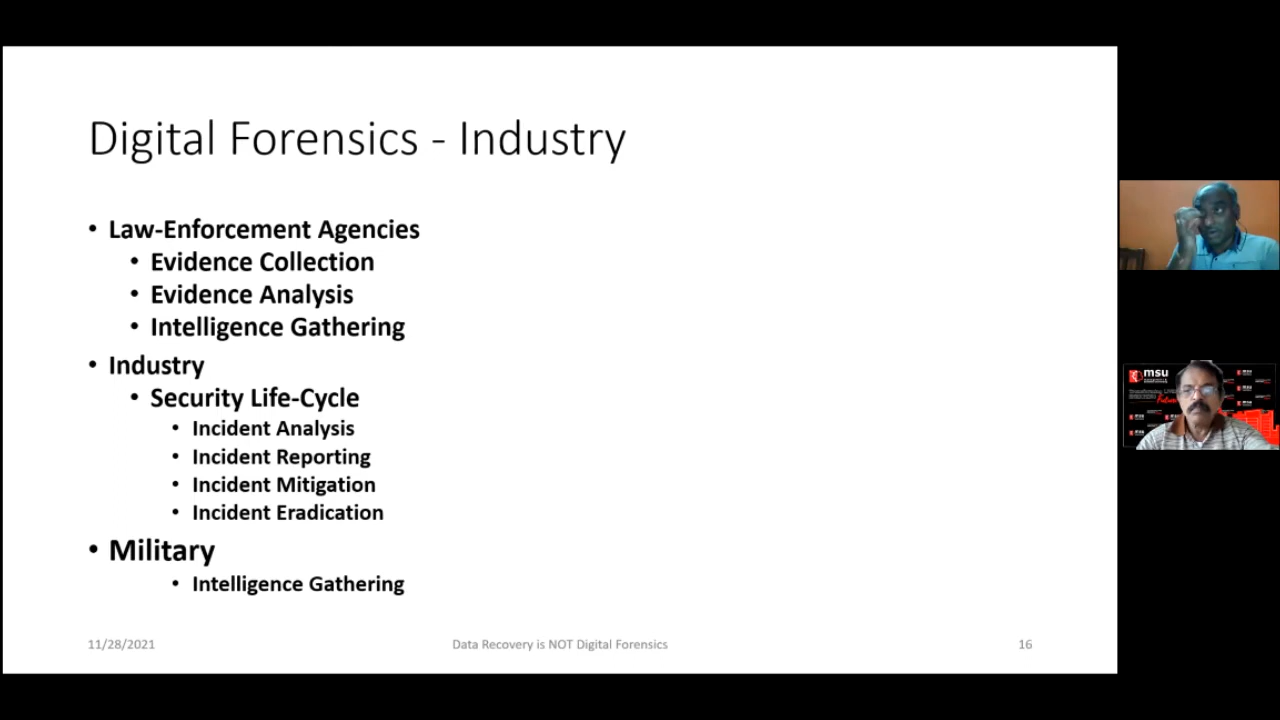 Digital Forensics - Industry
• Law-Enforcement Agencies
• Evidence Collection
• Evidence Analysis
• Intelligence Gathering
• Industry
• Security Life-Cycle
• Incident Analysis
• Incident Reporting
• Incident Mitigation
• Incident Eradication
• Military
• Intelligence Gathering
11/28/2021 Data Recovery is NOT Digital Forensics 16
msu